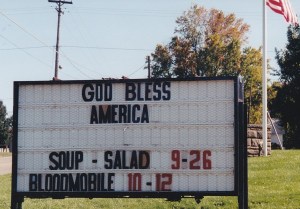 GOD BLESS
AMERICA
SOUP - SALAD 9-26
BLOODMOBILE 10-12